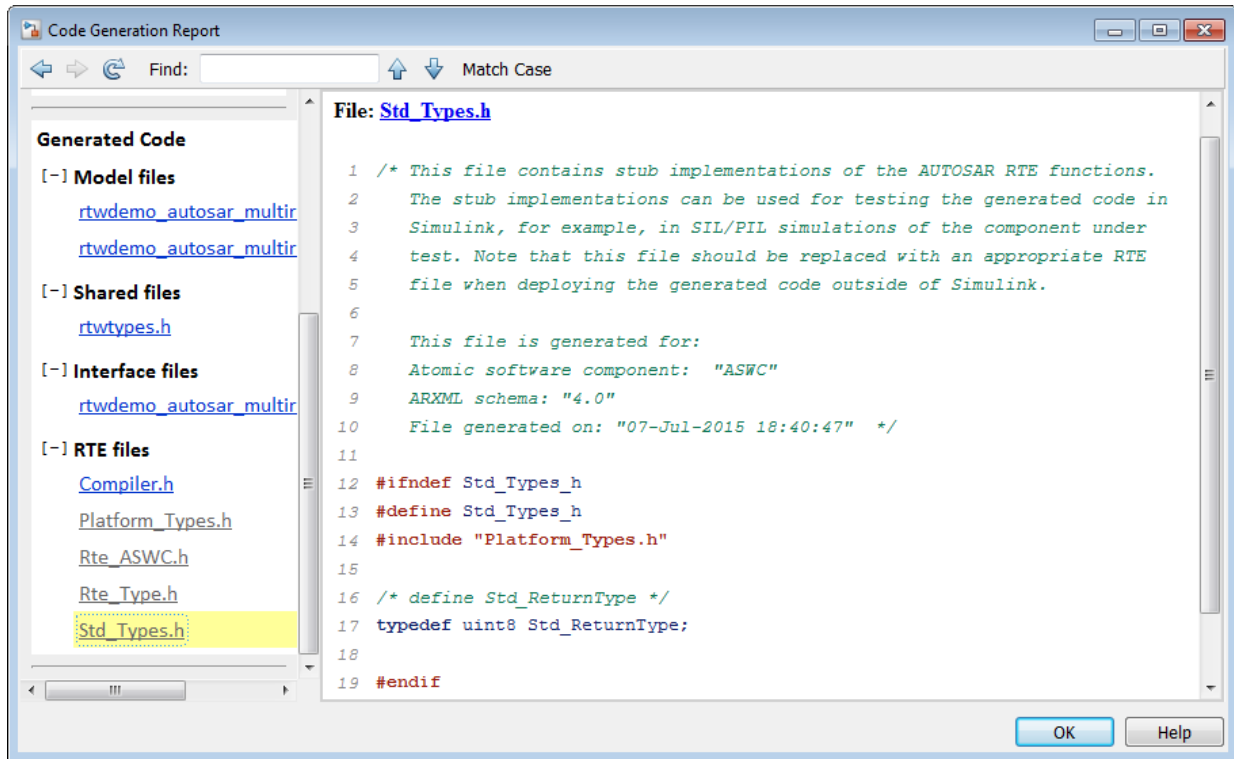 Code Generation Report
Find:
Match Case
Generated Code
[-] Model files
rtwdemo_autosar_multir
rtwdemo_autosar_multir
[-] Shared files
rtwtypes.h
[-] Interface files
rtwdemo_autosar_multir
[-] RTE files
Compiler.h
Platform_Types.h
Rte_ASWC.h
Rte_Type.h
Std_Types.h
File: Std_Types.h
1 /* This file contains stub implementations of the AUTOSAR RTE functions.
2 The stub implementations can be used for testing the generated code in
3 Simulink, for example, in SIL/PIL simulations of the component under
4 test. Note that this file should be replaced with an appropriate RTE
5 file when deploying the generated code outside of Simulink.
6
7 This file is generated for:
8 Atomic software component: "ASWC"
9 ARXML schema: "4.0"
10 File generated on: "07-Jul-2015 18:40:47" */
11
12 #ifndef Std_Types_h
13 #define Std_Types_h
14 #include "Platform_Types.h"
15
16 /* define Std_ReturnType */
17 typedef uint8 Std_ReturnType;
18
19 #endif
OK
Help